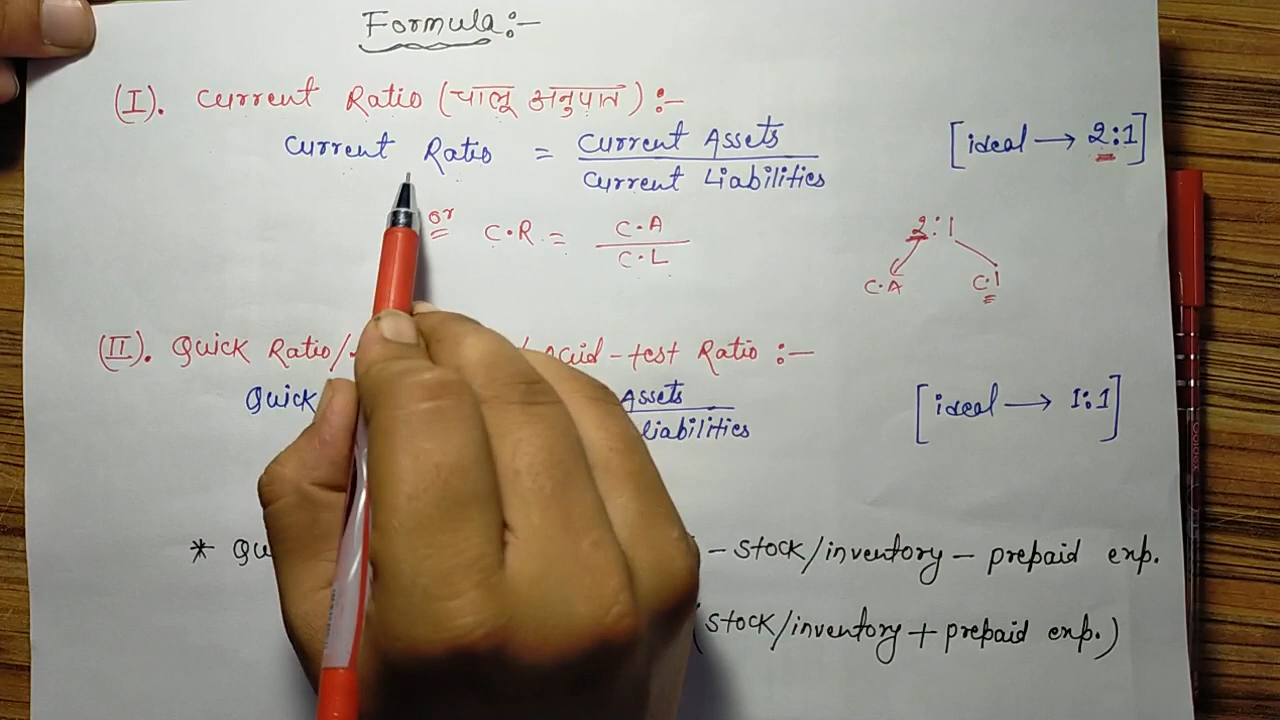 Formula:-
(I). Current Ratio (चालू अनुपात) :-
Current Ratio = Current Assets / Current Liabilities [ideal → 2:1]
or C.R. = C.A / C.L
2:1
C.A C.l
(II). Quick Ratio/ Acid-test Ratio :-
Quick Assets / liabilities [ideal → 1:1]
* - stock/inventory - prepaid exp.
(stock/inventory + prepaid exp.)